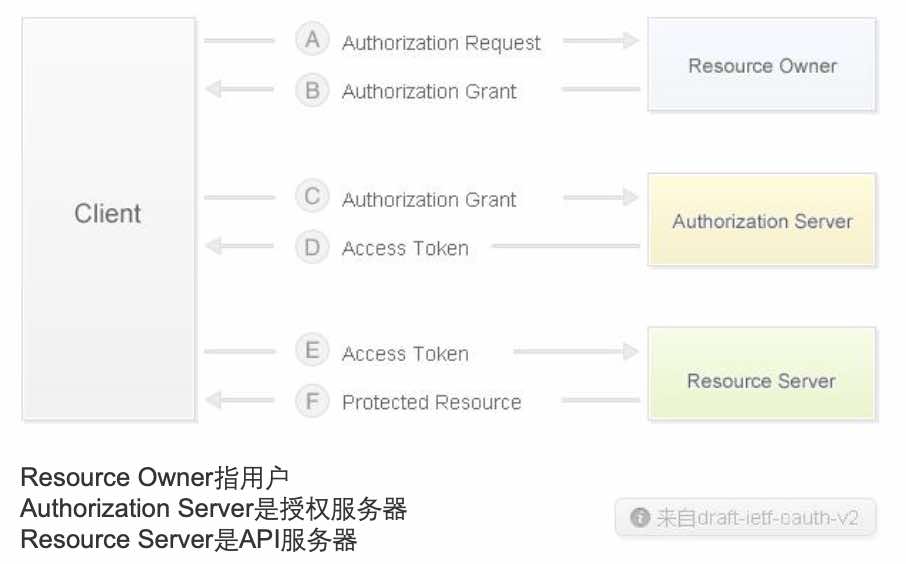 A Authorization Request
Resource Owner
B Authorization Grant
Client
C Authorization Grant
Authorization Server
D Access Token
E Access Token
Resource Server
F Protected Resource
Resource Owner指用户
Authorization Server是授权服务器
Resource Server是API服务器
i 来自draft-ietf-oauth-v2